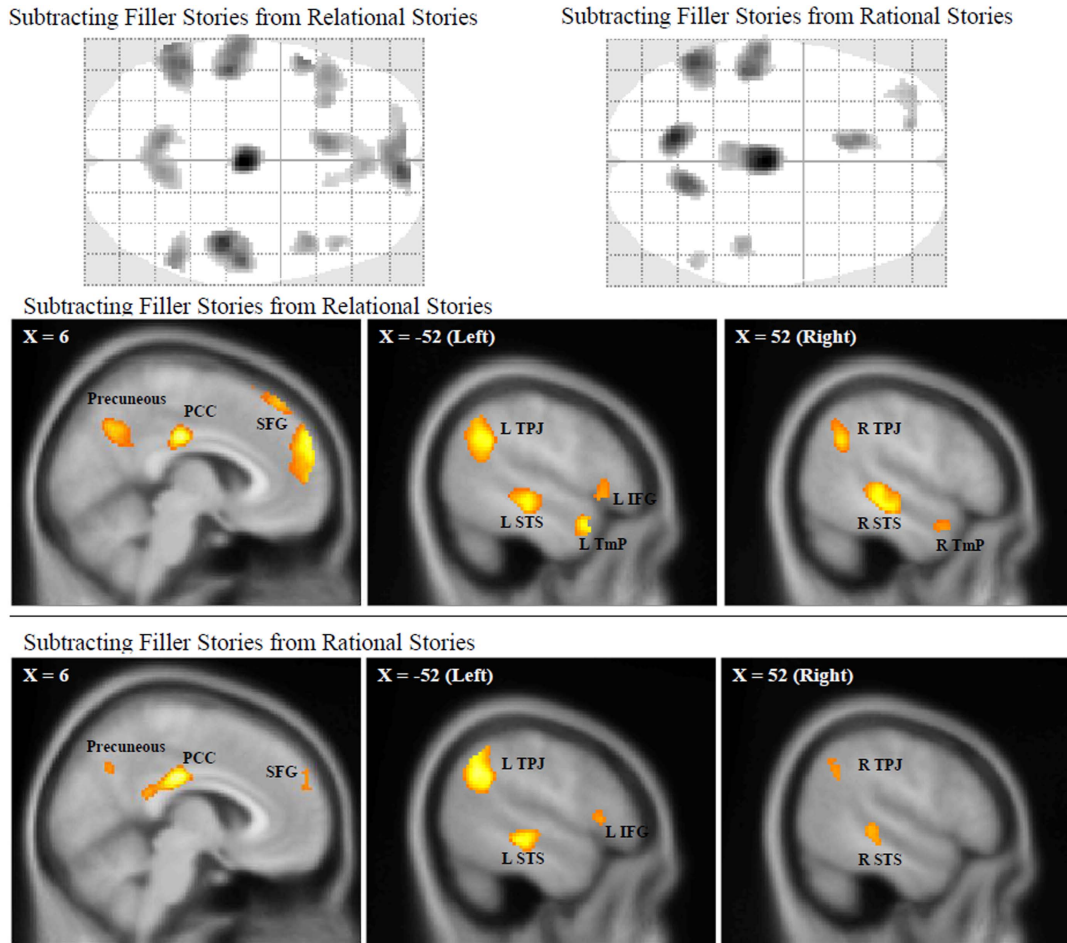 Subtracting Filler Stories from Relational Stories
Subtracting Filler Stories from Rational Stories
Subtracting Filler Stories from Relational Stories
X = 6
Precuneous
PCC
SFG
X = -52 (Left)
L TPJ
L IFG
L STS
L TmP
X = 52 (Right)
R TPJ
R STS
R TmP
Subtracting Filler Stories from Rational Stories
X = 6
Precuneous
PCC
SFG
X = -52 (Left)
L TPJ
L IFG
L STS
X = 52 (Right)
R TPJ
R STS